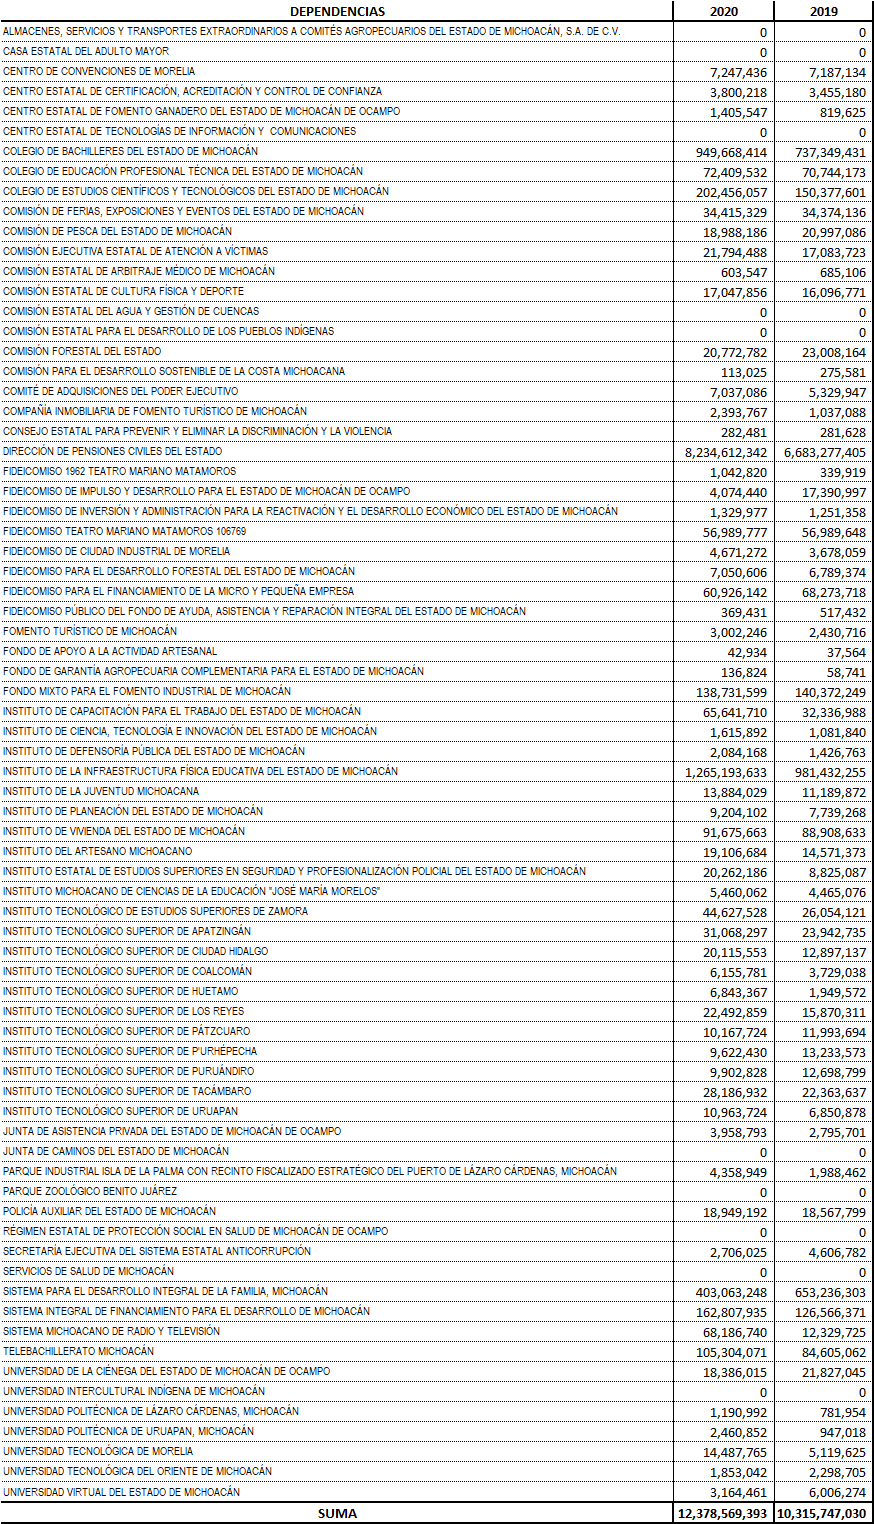 DEPENDENCIAS 2020 2019
ALMACENES, SERVICIOS Y TRANSPORTES EXTRAORDINARIOS A COMITÉS AGROPECUARIOS DEL ESTADO DE MICHOACÁN, S.A. DE C.V. 0 0
CASA ESTATAL DEL ADULTO MAYOR 0 0
CENTRO DE CONVENCIONES DE MORELIA 7,247,436 7,187,134
CENTRO ESTATAL DE CERTIFICACIÓN, ACREDITACIÓN Y CONTROL DE CONFIANZA 3,800,218 3,455,180
CENTRO ESTATAL DE FOMENTO GANADERO DEL ESTADO DE MICHOACÁN DE OCAMPO 1,405,547 819,625
CENTRO ESTATAL DE TECNOLOGÍAS DE INFORMACIÓN Y COMUNICACIONES 0 0
COLEGIO DE BACHILLERES DEL ESTADO DE MICHOACÁN 949,668,414 737,349,431
COLEGIO DE EDUCACIÓN PROFESIONAL TÉCNICA DEL ESTADO DE MICHOACÁN 72,409,532 70,744,173
COLEGIO DE ESTUDIOS CIENTÍFICOS Y TECNOLÓGICOS DEL ESTADO DE MICHOACÁN 202,456,057 150,377,601
COMISIÓN DE FERIAS, EXPOSICIONES Y EVENTOS DEL ESTADO DE MICHOACÁN 34,415,329 34,374,136
COMISIÓN DE PESCA DEL ESTADO DE MICHOACÁN 18,988,186 20,997,086
COMISIÓN EJECUTIVA ESTATAL DE ATENCIÓN A VÍCTIMAS 21,794,488 17,083,723
COMISIÓN ESTATAL DE ARBITRAJE MÉDICO DE MICHOACÁN 603,547 685,106
COMISIÓN ESTATAL DE CULTURA FÍSICA Y DEPORTE 17,047,856 16,096,771
COMISIÓN ESTATAL DEL AGUA Y GESTIÓN DE CUENCAS 0 0
COMISIÓN ESTATAL PARA EL DESARROLLO DE LOS PUEBLOS INDÍGENAS 0 0
COMISIÓN FORESTAL DEL ESTADO 20,772,782 23,008,164
COMISIÓN PARA EL DESARROLLO SOSTENIBLE DE LA COSTA MICHOACANA 113,025 275,581
COMITÉ DE ADQUISICIONES DEL PODER EJECUTIVO 7,037,086 5,329,947
COMPAÑÍA INMOBILIARIA DE FOMENTO TURÍSTICO DE MICHOACÁN 2,393,767 1,037,088
CONSEJO ESTATAL PARA PREVENIR Y ELIMINAR LA DISCRIMINACIÓN Y LA VIOLENCIA 282,481 281,628
DIRECCIÓN DE PENSIONES CIVILES DEL ESTADO 8,234,612,342 6,683,277,405
FIDEICOMISO 1962 TEATRO MARIANO MATAMOROS 1,042,820 339,919
FIDEICOMISO DE IMPULSO Y DESARROLLO PARA EL ESTADO DE MICHOACÁN DE OCAMPO 4,074,440 17,390,997
FIDEICOMISO DE INVERSIÓN Y ADMINISTRACIÓN PARA LA REACTIVACIÓN Y EL DESARROLLO ECONÓMICO DEL ESTADO DE MICHOACÁN 1,329,977 1,251,358
FIDEICOMISO TEATRO MARIANO MATAMOROS 106769 56,989,777 56,989,648
FIDEICOMISO DE CIUDAD INDUSTRIAL DE MORELIA 4,671,272 3,678,059
FIDEICOMISO PARA EL DESARROLLO FORESTAL DEL ESTADO DE MICHOACÁN 7,050,606 6,789,374
FIDEICOMISO PARA EL FINANCIAMIENTO DE LA MICRO Y PEQUEÑA EMPRESA 60,926,142 68,273,718
FIDEICOMISO PÚBLICO DEL FONDO DE AYUDA, ASISTENCIA Y REPARACIÓN INTEGRAL DEL ESTADO DE MICHOACÁN 369,431 517,432
FOMENTO TURÍSTICO DE MICHOACÁN 3,002,246 2,430,716
FONDO DE APOYO A LA ACTIVIDAD ARTESANAL 42,934 37,564
FONDO DE GARANTÍA AGROPECUARIA COMPLEMENTARIA PARA EL ESTADO DE MICHOACÁN 136,824 58,741
FONDO MIXTO PARA EL FOMENTO INDUSTRIAL DE MICHOACÁN 138,731,599 140,372,249
INSTITUTO DE CAPACITACIÓN PARA EL TRABAJO DEL ESTADO DE MICHOACÁN 65,641,710 32,336,988
INSTITUTO DE CIENCIA, TECNOLOGÍA E INNOVACIÓN DEL ESTADO DE MICHOACÁN 1,615,892 1,081,840
INSTITUTO DE DEFENSORÍA PÚBLICA DEL ESTADO DE MICHOACÁN 2,084,168 1,426,763
INSTITUTO DE LA INFRAESTRUCTURA FÍSICA EDUCATIVA DEL ESTADO DE MICHOACÁN 1,265,193,633 981,432,255
INSTITUTO DE LA JUVENTUD MICHOACANA 13,884,029 11,189,872
INSTITUTO DE PLANEACIÓN DEL ESTADO DE MICHOACÁN 9,204,102 7,739,268
INSTITUTO DE VIVIENDA DEL ESTADO DE MICHOACÁN 91,675,663 88,908,633
INSTITUTO DEL ARTESANO MICHOACANO 19,106,684 14,571,373
INSTITUTO ESTATAL DE ESTUDIOS SUPERIORES EN SEGURIDAD Y PROFESIONALIZACIÓN POLICIAL DEL ESTADO DE MICHOACÁN 20,262,186 8,825,087
INSTITUTO MICHOACANO DE CIENCIAS DE LA EDUCACIÓN "JOSÉ MARÍA MORELOS" 5,460,062 4,465,076
INSTITUTO TECNOLÓGICO DE ESTUDIOS SUPERIORES DE ZAMORA 44,627,528 26,054,121
INSTITUTO TECNOLÓGICO SUPERIOR DE APATZINGÁN 31,068,297 23,942,735
INSTITUTO TECNOLÓGICO SUPERIOR DE CIUDAD HIDALGO 20,115,553 12,897,137
INSTITUTO TECNOLÓGICO SUPERIOR DE COALCOMÁN 6,155,781 3,729,038
INSTITUTO TECNOLÓGICO SUPERIOR DE HUETAMO 6,843,367 1,949,572
INSTITUTO TECNOLÓGICO SUPERIOR DE LOS REYES 22,492,859 15,870,311
INSTITUTO TECNOLÓGICO SUPERIOR DE PÁTZCUARO 10,167,724 11,993,694
INSTITUTO TECNOLÓGICO SUPERIOR DE P'URHÉPECHA 9,622,430 13,233,573
INSTITUTO TECNOLÓGICO SUPERIOR DE PURUÁNDIRO 9,902,828 12,698,799
INSTITUTO TECNOLÓGICO SUPERIOR DE TACÁMBARO 28,186,932 22,363,637
INSTITUTO TECNOLÓGICO SUPERIOR DE URUAPAN 10,963,724 6,850,878
JUNTA DE ASISTENCIA PRIVADA DEL ESTADO DE MICHOACÁN DE OCAMPO 3,958,793 2,795,701
JUNTA DE CAMINOS DEL ESTADO DE MICHOACÁN 0 0
PARQUE INDUSTRIAL ISLA DE LA PALMA CON RECINTO FISCALIZADO ESTRATÉGICO DEL PUERTO DE LÁZARO CÁRDENAS, MICHOACÁN 4,358,949 1,988,462
PARQUE ZOOLÓGICO BENITO JUÁREZ 0 0
POLICÍA AUXILIAR DEL ESTADO DE MICHOACÁN 18,949,192 18,567,799
RÉGIMEN ESTATAL DE PROTECCIÓN SOCIAL EN SALUD DE MICHOACÁN DE OCAMPO 0 0
SECRETARÍA EJECUTIVA DEL SISTEMA ESTATAL ANTICORRUPCIÓN 2,706,025 4,606,782
SERVICIOS DE SALUD DE MICHOACÁN 0 0
SISTEMA PARA EL DESARROLLO INTEGRAL DE LA FAMILIA, MICHOACÁN 403,063,248 653,236,303
SISTEMA INTEGRAL DE FINANCIAMIENTO PARA EL DESARROLLO DE MICHOACÁN 162,807,935 126,566,371
SISTEMA MICHOACANO DE RADIO Y TELEVISIÓN 68,186,740 12,329,725
TELEBACHILLERATO MICHOACÁN 105,304,071 84,605,062
UNIVERSIDAD DE LA CIÉNEGA DEL ESTADO DE MICHOACÁN DE OCAMPO 18,386,015 21,827,045
UNIVERSIDAD INTERCULTURAL INDÍGENA DE MICHOACÁN 0 0
UNIVERSIDAD POLITÉCNICA DE LÁZARO CÁRDENAS, MICHOACÁN 1,190,992 781,954
UNIVERSIDAD POLITÉCNICA DE URUAPAN, MICHOACÁN 2,460,852 947,018
UNIVERSIDAD TECNOLÓGICA DE MORELIA 14,487,765 5,119,625
UNIVERSIDAD TECNOLÓGICA DEL ORIENTE DE MICHOACÁN 1,853,042 2,298,705
UNIVERSIDAD VIRTUAL DEL ESTADO DE MICHOACÁN 3,164,461 6,006,274
SUMA 12,378,569,393 10,315,747,030